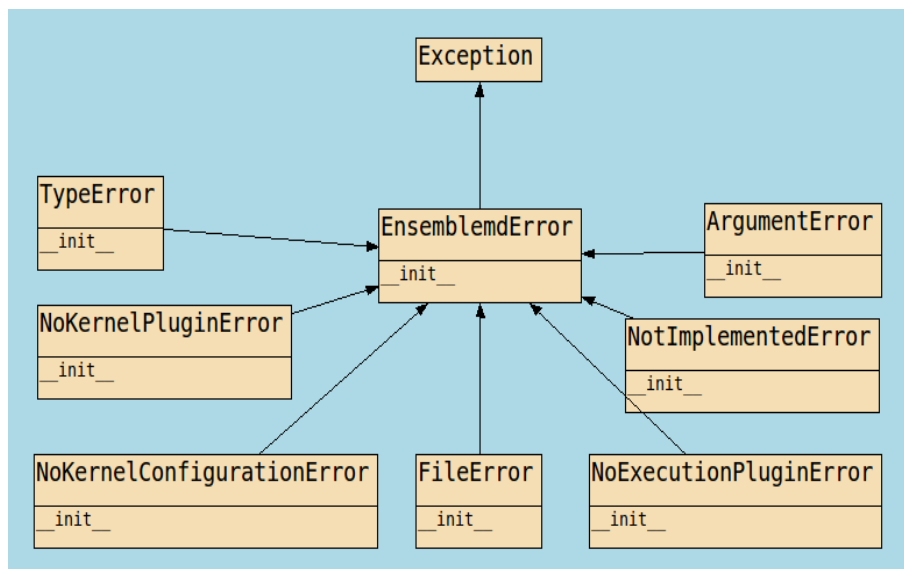 Exception
TypeError
__init__
EnsemblemdError
__init__
ArgumentError
__init__
NoKernelPluginError
__init__
NotImplementedError
__init__
NoKernelConfigurationError
__init__
FileError
__init__
NoExecutionPluginError
__init__